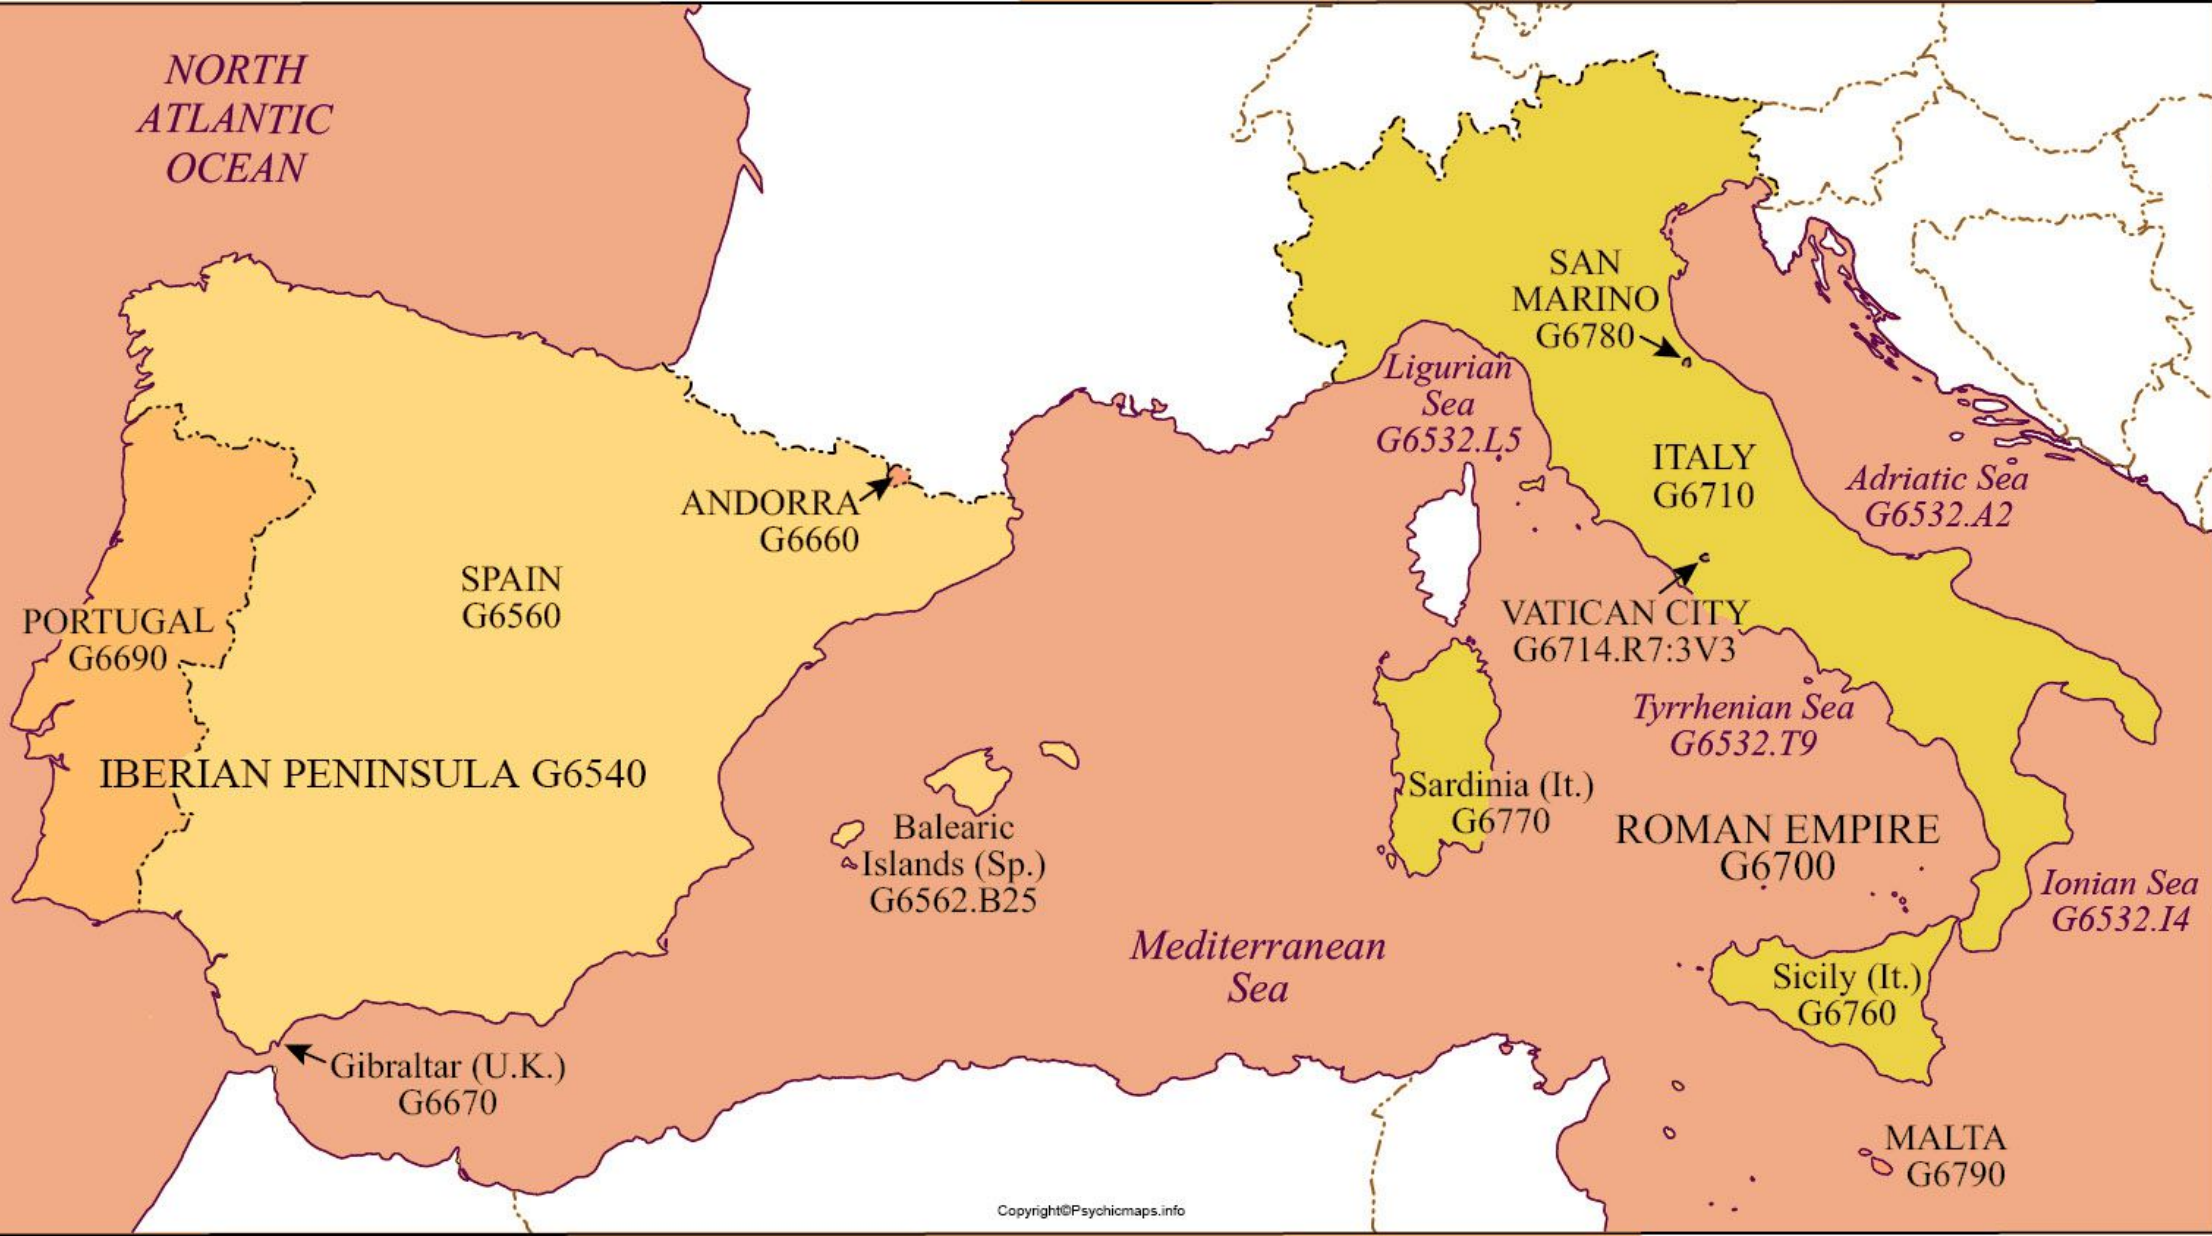 NORTH
ATLANTIC
OCEAN
SAN
MARINO
G6780
Ligurian
Sea
G6532.L5
ITALY
G6710
Adriatic Sea
G6532.A2
ANDORRA
G6660
SPAIN
G6560
PORTUGAL
G6690
VATICAN CITY
G6714.R7:3V3
Tyrrhenian Sea
G6532.T9
IBERIAN PENINSULA G6540
Sardinia (It.)
G6770
Balearic
Islands (Sp.)
G6562.B25
ROMAN EMPIRE
G6700
Ionian Sea
G6532.I4
Mediterranean
Sea
Sicily (It.)
G6760
Gibraltar (U.K.)
G6670
MALTA
G6790
Copyright©Psychicmaps.info